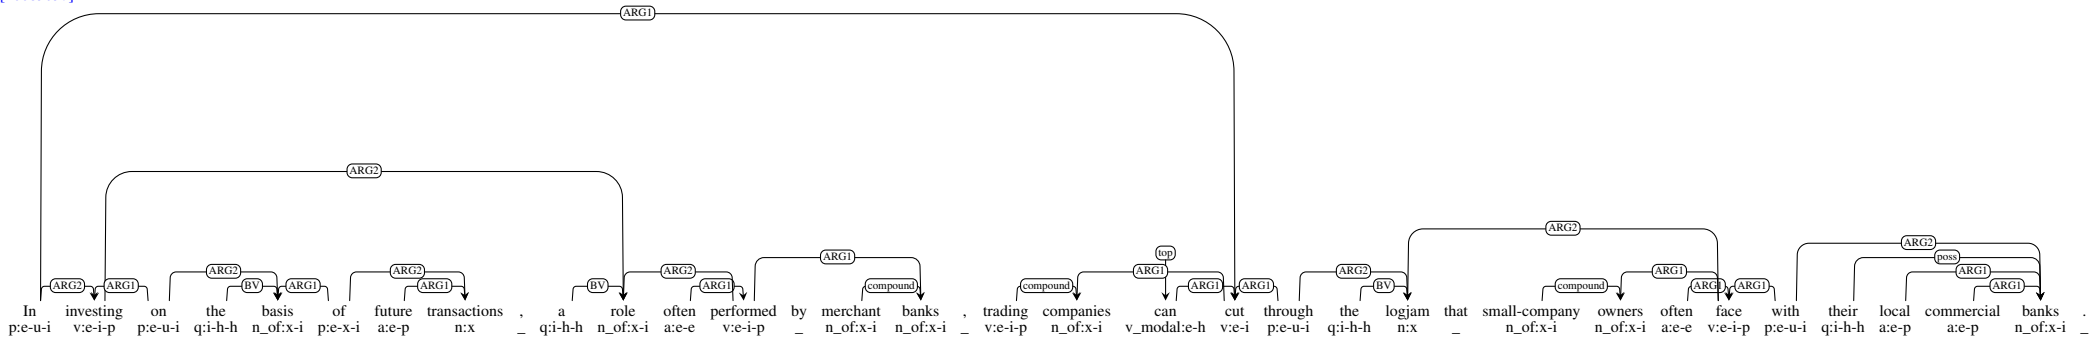 ARG1
ARG2
ARG2
top
ARG2
ARG1
poss
ARG2 ARG2 ARG2 ARG1 ARG2 ARG1 ARG1
ARG2 ARG1 BV ARG1 ARG1 BV ARG1 compound compound ARG1 ARG1 BV compound ARG1 ARG1 ARG1
In investing on the basis of future transactions , a role often performed by merchant banks , trading companies can cut through the logjam that small-company owners often face with their local commercial banks .
p:e-u-i v:e-i-p p:e-u-i q:i-h-h n_of:x-i p:e-x-i a:e-p n:x _ q:i-h-h n_of:x-i a:e-e v:e-i-p _ n_of:x-i n_of:x-i _ v:e-i-p n_of:x-i v_modal:e-h v:e-i p:e-u-i q:i-h-h n:x _ n_of:x-i n_of:x-i a:e-e v:e-i-p p:e-u-i q:i-h-h a:e-p a:e-p n_of:x-i _